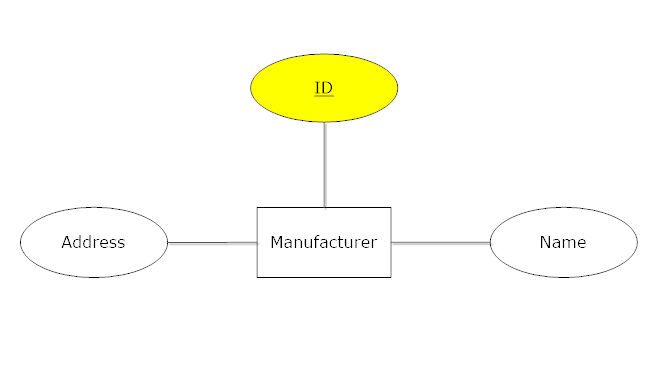 ID
Address
Manufacturer
Name